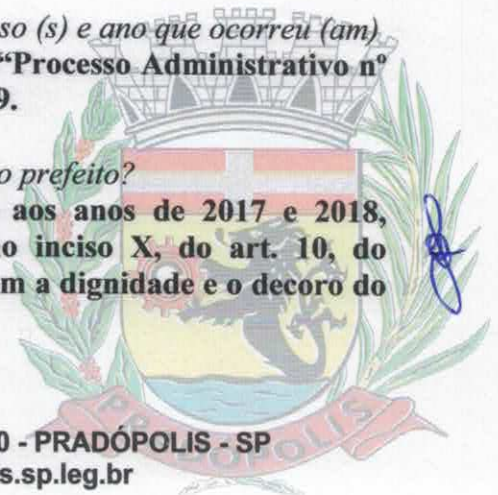 so (s) e ano que ocorreu (am)
“Processo Administrativo nº
9.
o prefeito?
aos anos de 2017 e 2018,
o inciso X, do art. 10, do
m a dignidade e o decoro do
PRADÓPOLIS
0 - PRADÓPOLIS - SP
s.sp.leg.br